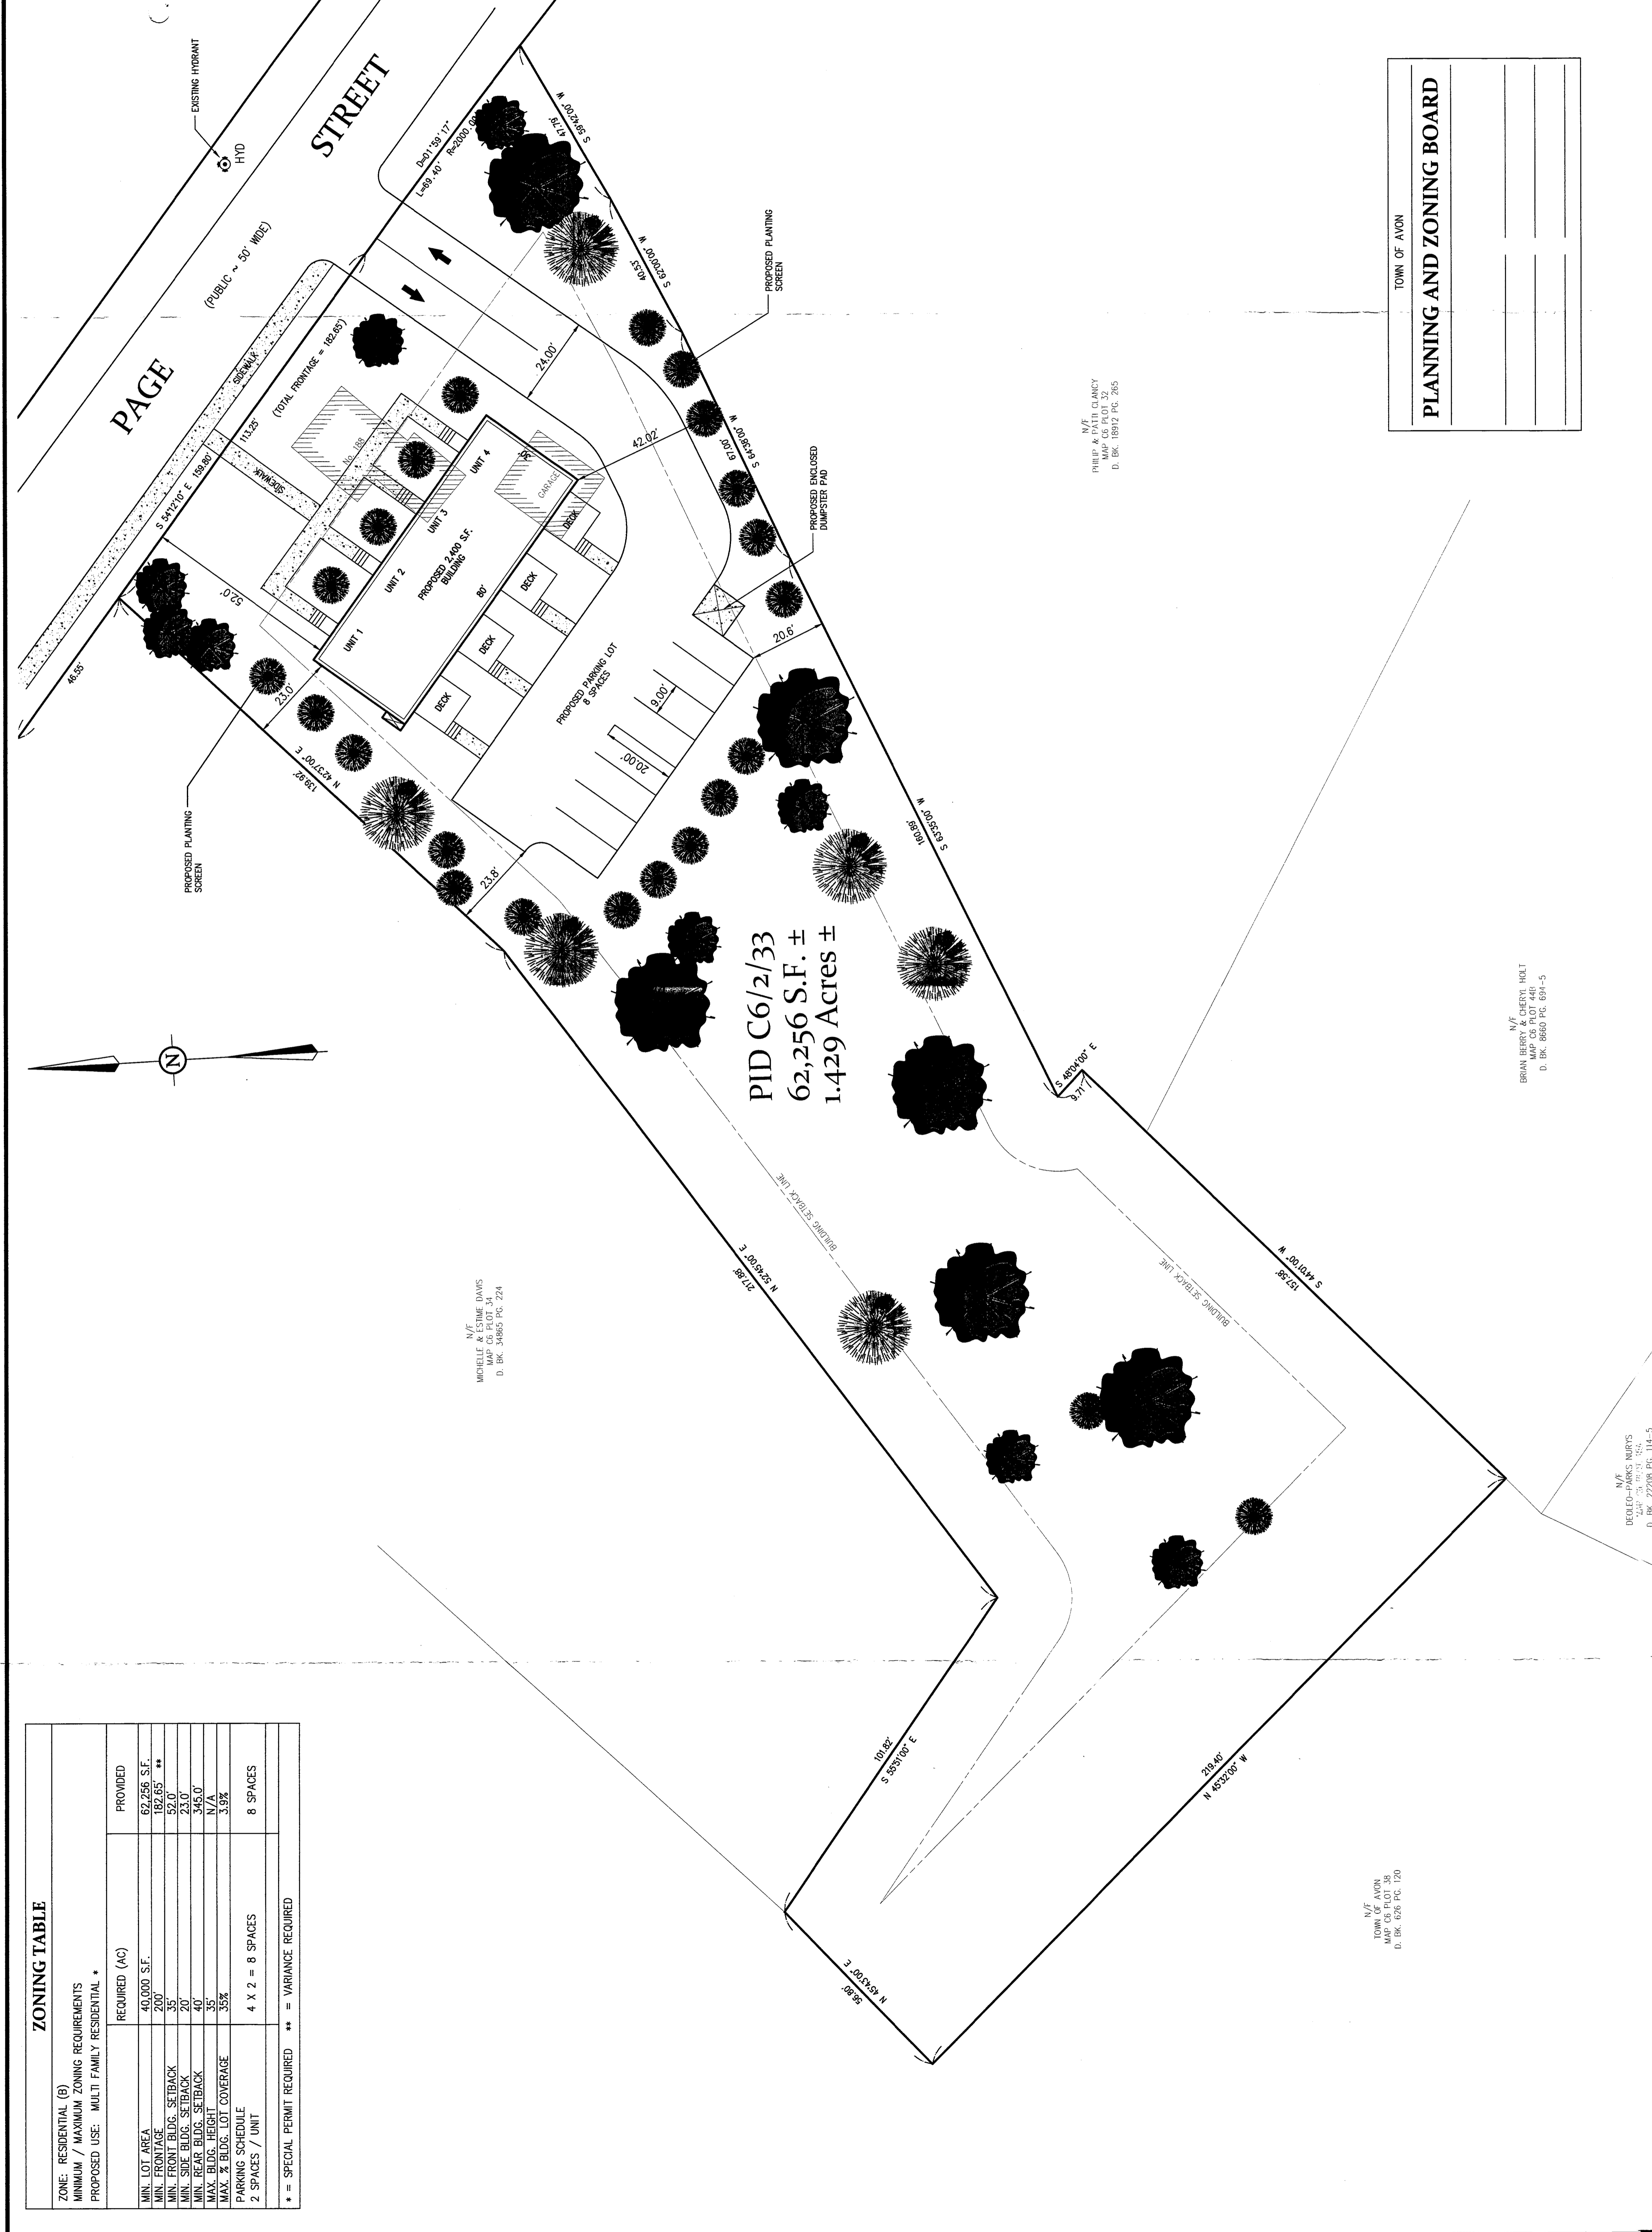 PAGE
STREET
(PUBLIC ~ 50' WIDE)
EXISTING HYDRANT
HYD
SIDEWALK
SIDEWALK
46.55'
S 54°12'10" E 159.80'
113.25'
(TOTAL FRONTAGE = 182.65')
D=01°59'17"
L=69.40'
S 59°42'00" W
47.79'
S 62°00'00" W
40.53'
S 64°38'00" W
67.00'
S 63°35'00" W
160.89'
S 48°04'00" E
9.71'
S 44°01'00" W
157.58'
219.40'
N 45°32'00" W
N 45°43'00" E
56.80'
101.82'
S 55°51'00" E
N 52°45'00" E
217.88'
N 42°37'00" E
139.92'
No. 188
GARAGE
UNIT 1
UNIT 2
UNIT 3
UNIT 4
PROPOSED 2,400 S.F.
BUILDING
80'
30'
DECK
DECK
DECK
DECK
52.0'
23.0'
23.8'
24.00'
42.02'
20.6'
20.00'
9.00'
PROPOSED PARKING LOT
8 SPACES
PROPOSED PLANTING
SCREEN
PROPOSED PLANTING
SCREEN
PROPOSED ENCLOSED
DUMPSTER PAD
PID C6/2/33
62,256 S.F. ±
1.429 Acres ±
BUILDING SETBACK LINE
BUILDING SETBACK LINE
N
N/F
MICHELLE & ESTIME DAVIS
MAP C6 PLOT 34
D. BK. 34865 PG. 224
N/F
PHILIP & PATTI CLANCY
MAP C6 PLOT 32
D. BK. 18912 PG. 265
N/F
BRIAN BERRY & CHERYL HOLT
MAP C6 PLOT 44B
D. BK. 8660 PG. 694-5
N/F
DEOLEO-PARKS NURYS
D. BK. 22208 PG. 114-5
N/F
TOWN OF AVON
MAP C6 PLOT 38
D. BK. 626 PG. 120
TOWN OF AVON
PLANNING AND ZONING BOARD
ZONING TABLE
ZONE: RESIDENTIAL (B)
MINIMUM / MAXIMUM ZONING REQUIREMENTS
PROPOSED USE: MULTI FAMILY RESIDENTIAL *
REQUIRED (AC) PROVIDED
MIN. LOT AREA 40,000 S.F. 62,256 S.F.
MIN. FRONTAGE 200' 182.65' **
MIN. FRONT BLDG. SETBACK 35' 52.0'
MIN. SIDE BLDG. SETBACK 20' 23.0'
MIN. REAR BLDG. SETBACK 40' 345.0'
MAX. BLDG. HEIGHT 35' N/A
MAX. % BLDG. LOT COVERAGE 35% 3.9%
PARKING SCHEDULE
2 SPACES / UNIT 4 X 2 = 8 SPACES 8 SPACES
* = SPECIAL PERMIT REQUIRED ** = VARIANCE REQUIRED